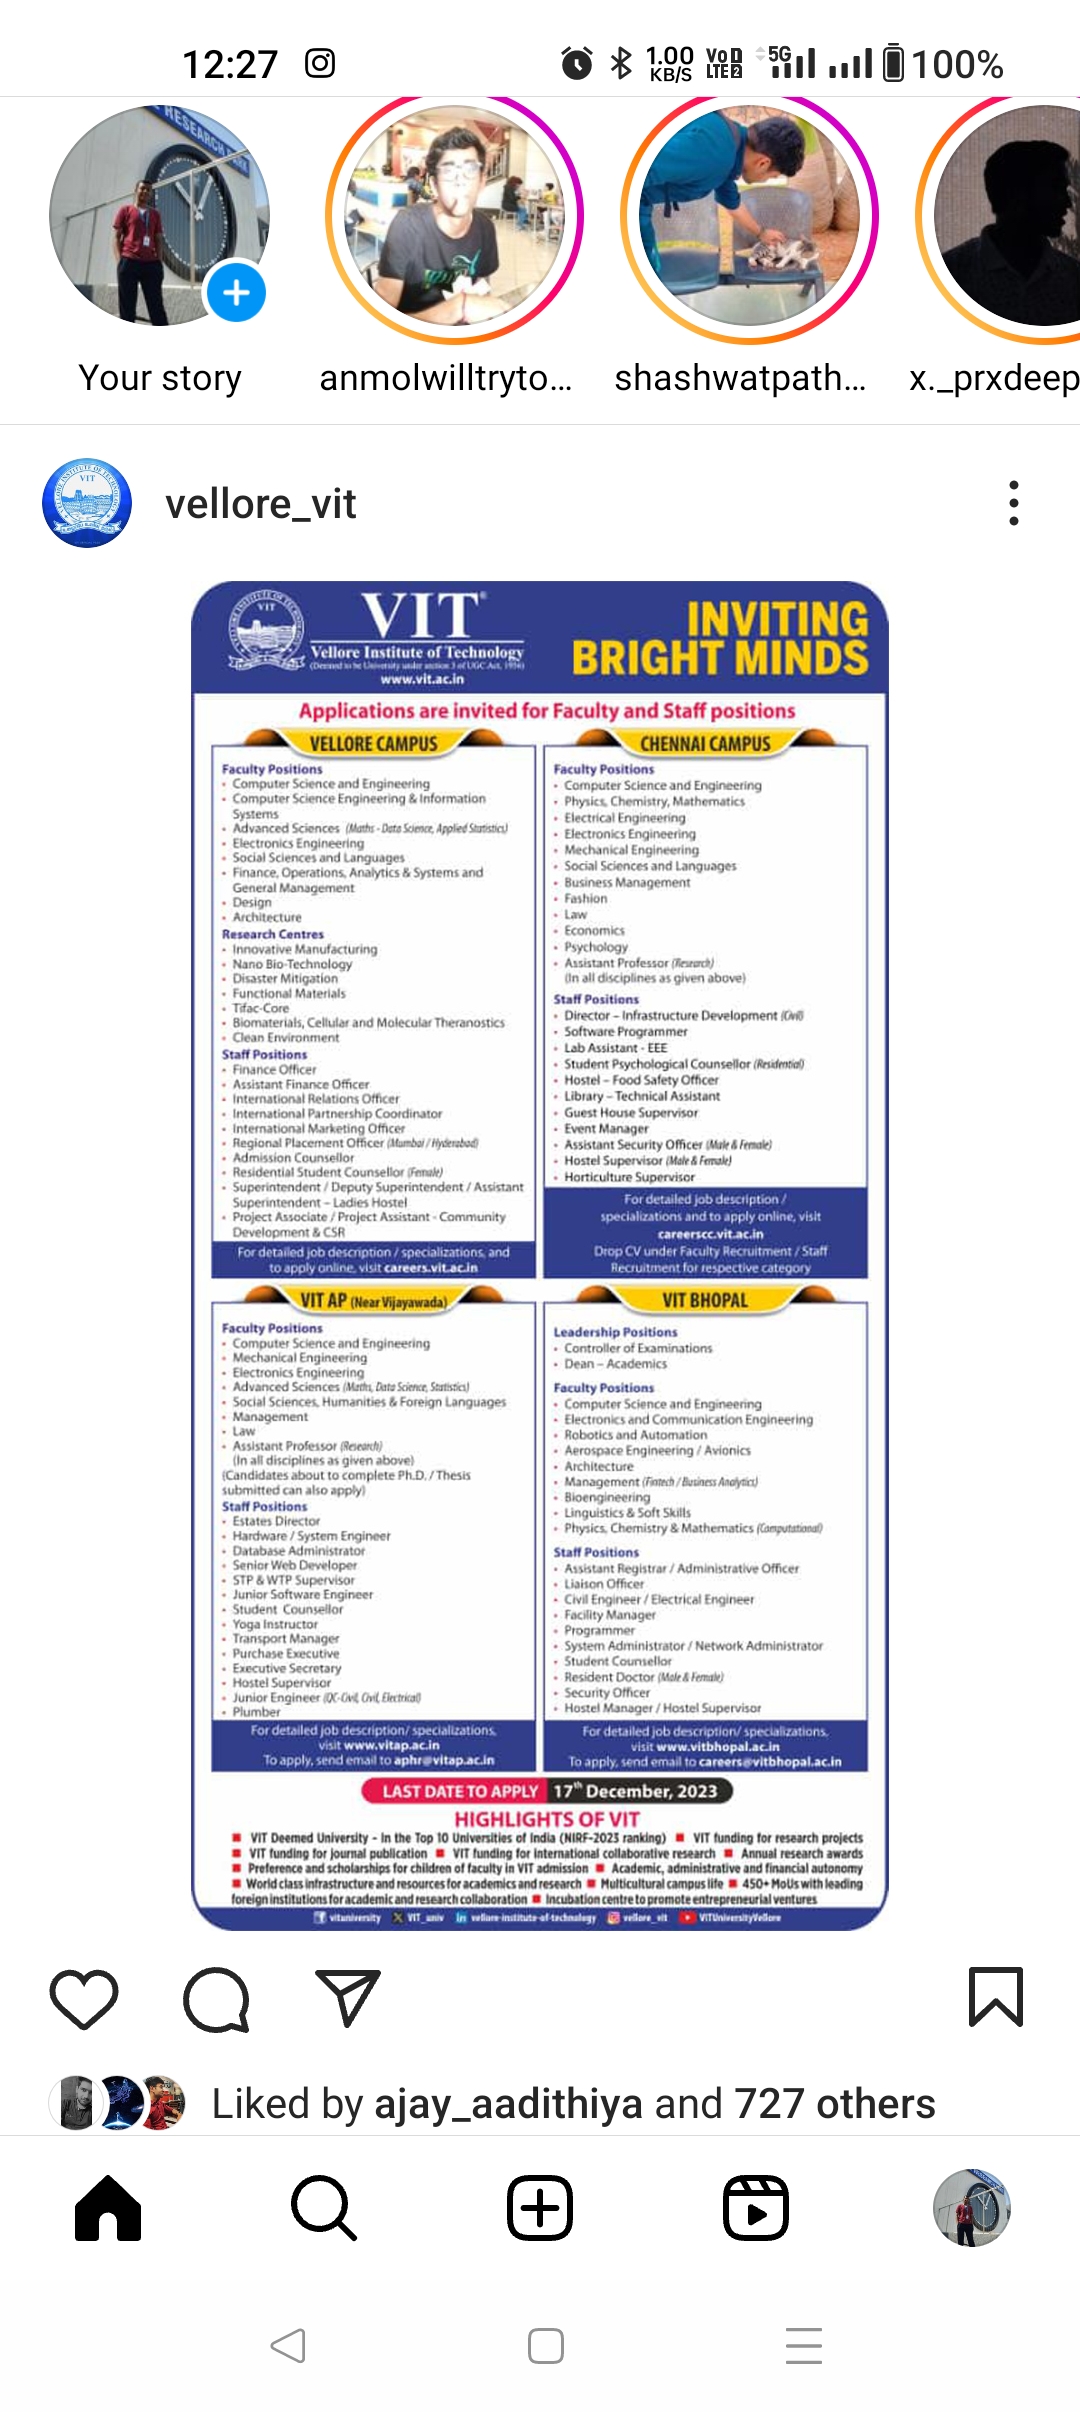 12:27
1.00
KB/S
VoD
LTE2
5G
100%
RESEARCH PARK
Your story
anmolwilltryto...
shashwatpath...
x._prxdeep
vellore_vit
VIT
Vellore Institute of Technology
(Deemed to be University under section 3 of UGC Act, 1956)
www.vit.ac.in
INVITING
BRIGHT MINDS
Applications are invited for Faculty and Staff positions
VELLORE CAMPUS
Faculty Positions
• Computer Science and Engineering
• Computer Science Engineering & Information
Systems
• Advanced Sciences (Maths - Data Science, Applied Statistics)
• Electronics Engineering
• Social Sciences and Languages
• Finance, Operations, Analytics & Systems and
General Management
• Design
• Architecture
Research Centres
• Innovative Manufacturing
• Nano Bio-Technology
• Disaster Mitigation
• Functional Materials
• Tifac-Core
• Biomaterials, Cellular and Molecular Theranostics
• Clean Environment
Staff Positions
• Finance Officer
• Assistant Finance Officer
• International Relations Officer
• International Partnership Coordinator
• International Marketing Officer
• Regional Placement Officer (Mumbai / Hyderabad)
• Admission Counsellor
• Residential Student Counsellor (Female)
• Superintendent / Deputy Superintendent / Assistant
Superintendent – Ladies Hostel
• Project Associate / Project Assistant - Community
Development & CSR
For detailed job description / specializations, and
to apply online, visit careers.vit.ac.in
CHENNAI CAMPUS
Faculty Positions
• Computer Science and Engineering
• Physics, Chemistry, Mathematics
• Electrical Engineering
• Electronics Engineering
• Mechanical Engineering
• Social Sciences and Languages
• Business Management
• Fashion
• Law
• Economics
• Psychology
• Assistant Professor (Research)
(In all disciplines as given above)
Staff Positions
• Director – Infrastructure Development (Civil)
• Software Programmer
• Lab Assistant - EEE
• Student Psychological Counsellor (Residential)
• Hostel – Food Safety Officer
• Library – Technical Assistant
• Guest House Supervisor
• Event Manager
• Assistant Security Officer (Male & Female)
• Hostel Supervisor (Male & Female)
• Horticulture Supervisor
For detailed job description /
specializations and to apply online, visit
careerscc.vit.ac.in
Drop CV under Faculty Recruitment / Staff
Recruitment for respective category
VIT AP (Near Vijayawada)
Faculty Positions
• Computer Science and Engineering
• Mechanical Engineering
• Electronics Engineering
• Advanced Sciences (Maths, Data Science, Statistics)
• Social Sciences, Humanities & Foreign Languages
• Management
• Law
• Assistant Professor (Research)
(In all disciplines as given above)
(Candidates about to complete Ph.D. / Thesis
submitted can also apply)
Staff Positions
• Estates Director
• Hardware / System Engineer
• Database Administrator
• Senior Web Developer
• STP & WTP Supervisor
• Junior Software Engineer
• Student Counsellor
• Yoga Instructor
• Transport Manager
• Purchase Executive
• Executive Secretary
• Hostel Supervisor
• Junior Engineer (QC-Civil, Civil, Electrical)
• Plumber
For detailed job description/ specializations,
visit www.vitap.ac.in
To apply, send email to aphr@vitap.ac.in
VIT BHOPAL
Leadership Positions
• Controller of Examinations
• Dean – Academics
Faculty Positions
• Computer Science and Engineering
• Electronics and Communication Engineering
• Robotics and Automation
• Aerospace Engineering / Avionics
• Architecture
• Management (Fintech / Business Analytics)
• Bioengineering
• Linguistics & Soft Skills
• Physics, Chemistry & Mathematics (Computational)
Staff Positions
• Assistant Registrar / Administrative Officer
• Liaison Officer
• Civil Engineer / Electrical Engineer
• Facility Manager
• Programmer
• System Administrator / Network Administrator
• Student Counsellor
• Resident Doctor (Male & Female)
• Security Officer
• Hostel Manager / Hostel Supervisor
For detailed job description/ specializations,
visit www.vitbhopal.ac.in
To apply, send email to careers@vitbhopal.ac.in
LAST DATE TO APPLY 17th December, 2023
HIGHLIGHTS OF VIT
■ VIT Deemed University - In the Top 10 Universities of India (NIRF-2023 ranking) ■ VIT funding for research projects
■ VIT funding for journal publication ■ VIT funding for international collaborative research ■ Annual research awards
■ Preference and scholarships for children of faculty in VIT admission ■ Academic, administrative and financial autonomy
■ World class infrastructure and resources for academics and research ■ Multicultural campus life ■ 450+ MoUs with leading
foreign institutions for academic and research collaboration ■ Incubation centre to promote entrepreneurial ventures
vituniversity VIT_univ vellore-institute-of-technology vellore_vit VITUniversityVellore
Liked by ajay_aadithiya and 727 others